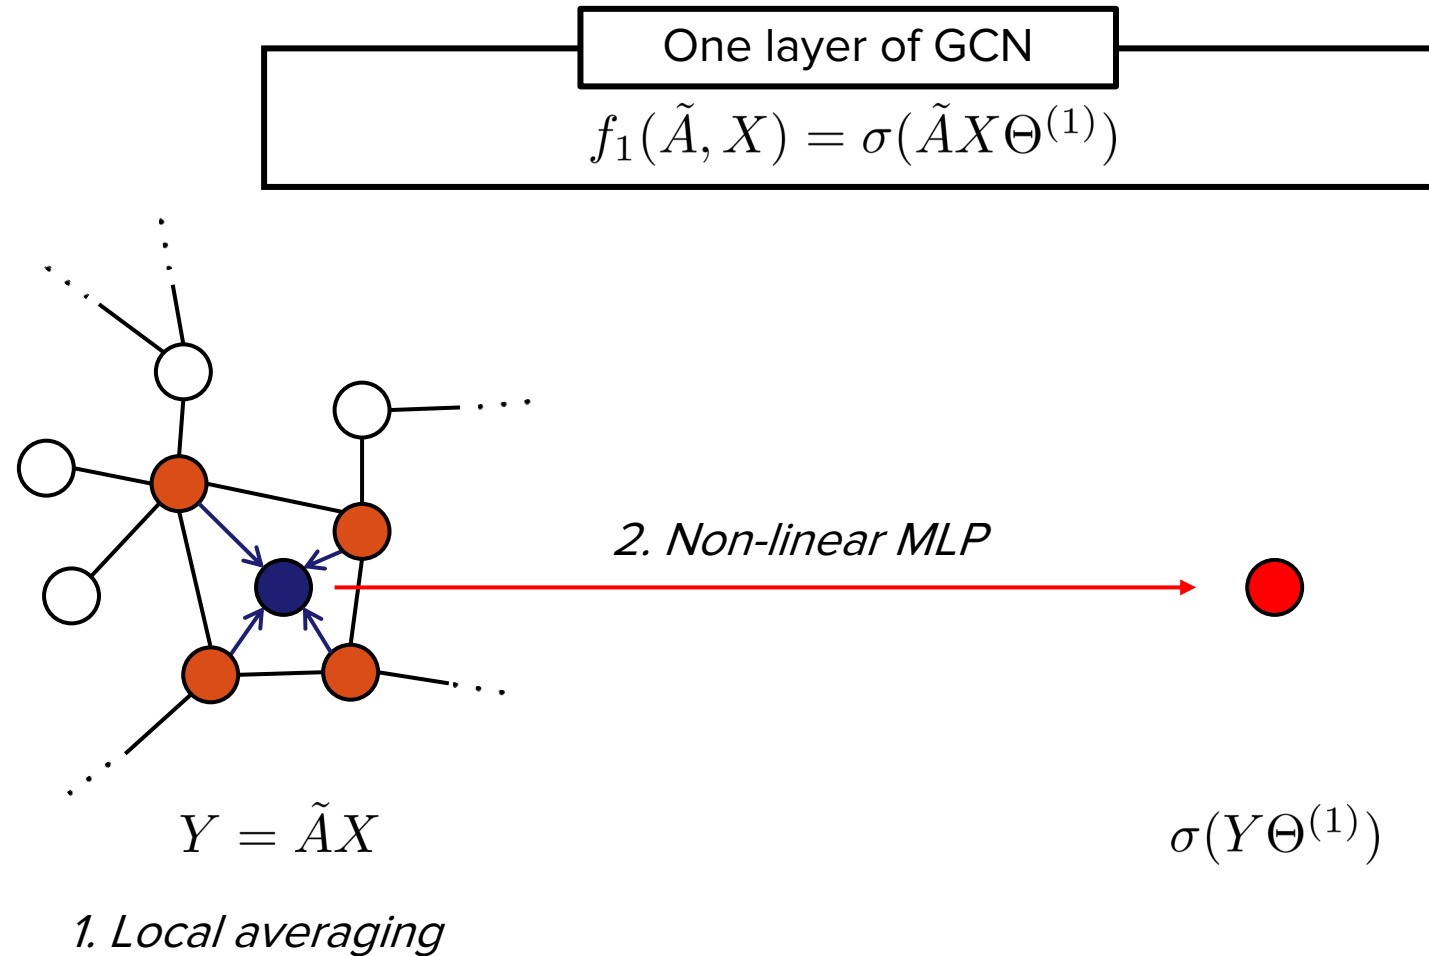 One layer of GCN
f₁(Ã, X) = σ(ÃXΘ⁽¹⁾)
2. Non-linear MLP
Y = ÃX
σ(YΘ⁽¹⁾)
1. Local averaging